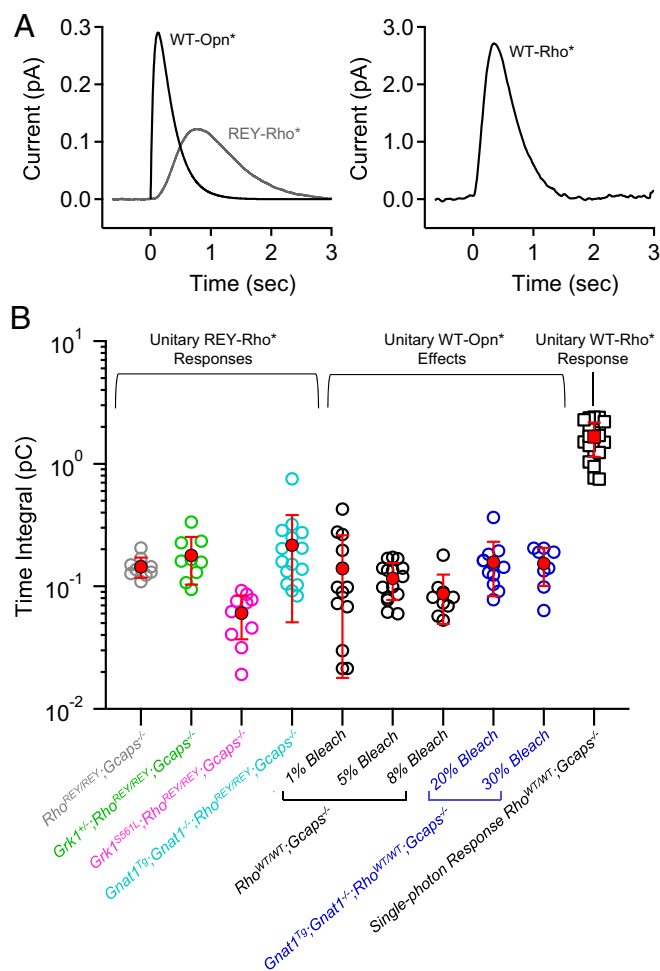 A
0.3
0.2
0.1
0.0
Current (pA)
WT-Opn*
REY-Rho*
0 1 2 3
Time (sec)
3.0
2.0
1.0
0.0
Current (pA)
WT-Rho*
0 1 2 3
Time (sec)
B
Unitary REY-Rho*
Responses
Unitary WT-Opn*
Effects
Unitary WT-Rho*
Response
10^1
10^0
10^-1
10^-2
Time Integral (pC)
Rho^REY/REY;Gcaps^-/-
Grk1^+/-;Rho^REY/REY;Gcaps^-/-
Grk1^S561L;Rho^REY/REY;Gcaps^-/-
Gnat1^Tg;Gnat1^-/-;Rho^REY/REY;Gcaps^-/-
1% Bleach
5% Bleach
8% Bleach
20% Bleach
30% Bleach
Rho^WT/WT;Gcaps^-/-
Gnat1^Tg;Gnat1^-/-;Rho^WT/WT;Gcaps^-/-
Single-photon Response Rho^WT/WT;Gcaps^-/-